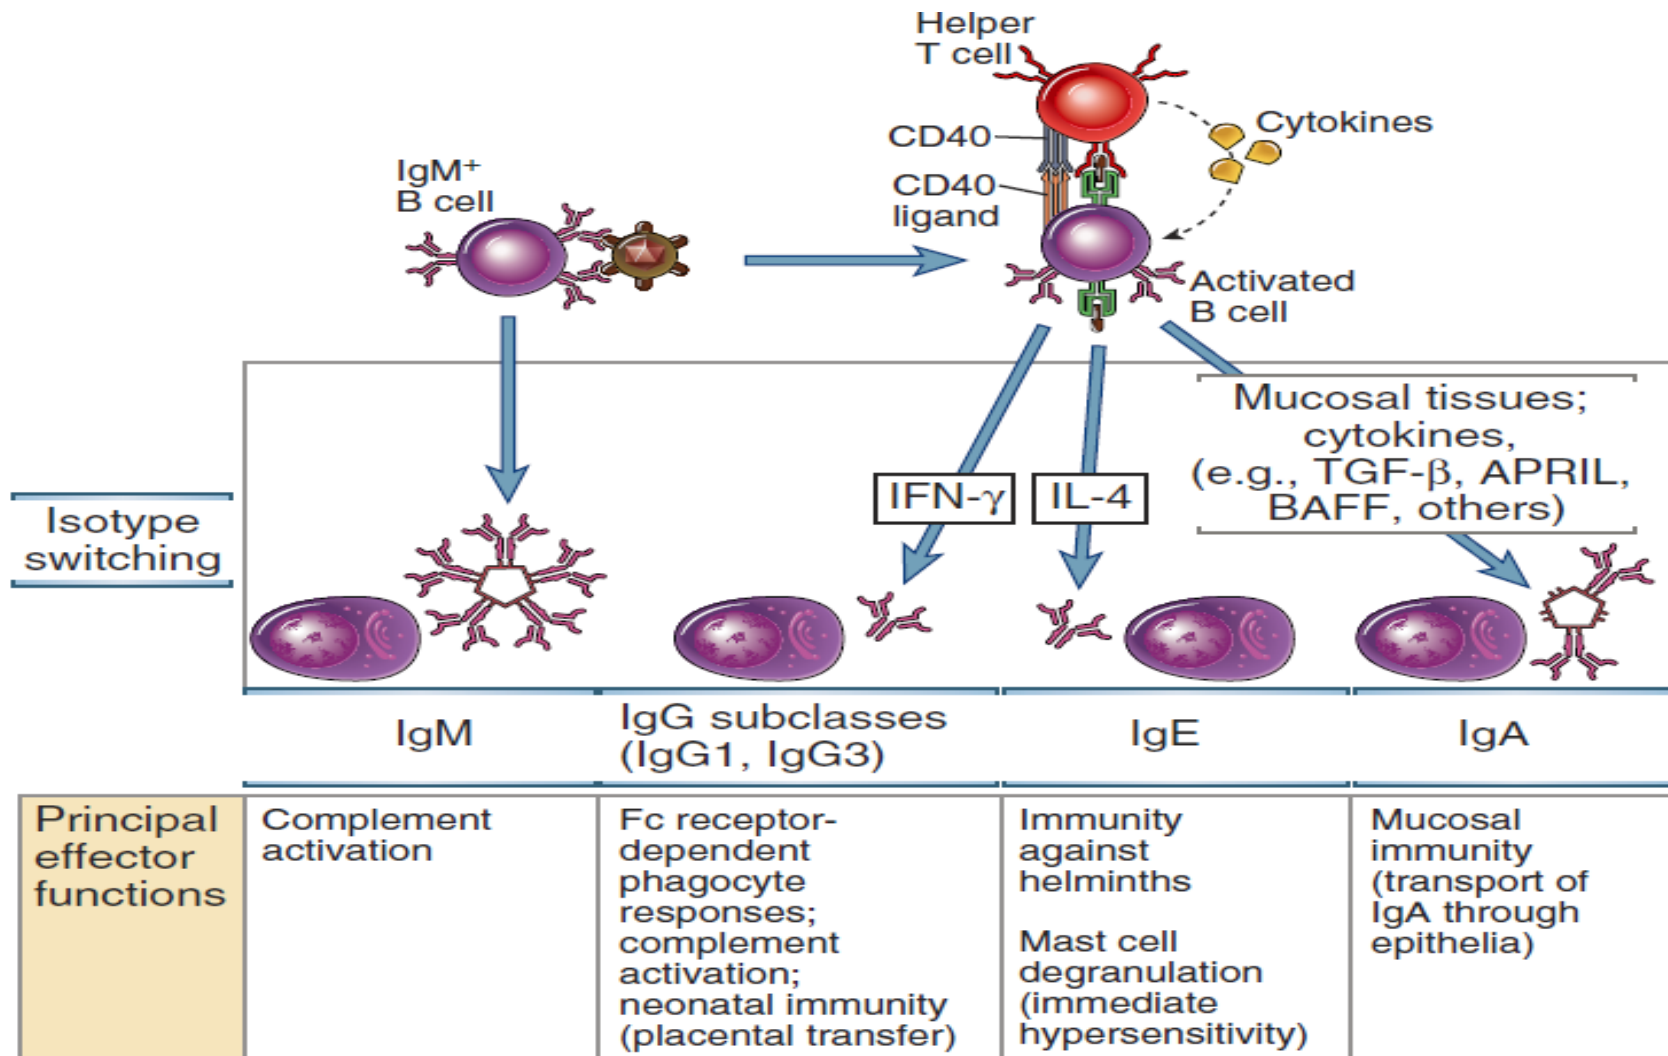 Helper
T cell
CD40
Cytokines
IgM+
B cell
CD40
ligand
Activated
B cell
Mucosal tissues;
cytokines,
(e.g., TGF-β, APRIL,
BAFF, others)
IFN-γ
IL-4
Isotype
switching
IgM
IgG subclasses
(IgG1, IgG3)
IgE
IgA
Principal
effector
functions
Complement
activation
Fc receptor-
dependent
phagocyte
responses;
complement
activation;
neonatal immunity
(placental transfer)
Immunity
against
helminths
Mast cell
degranulation
(immediate
hypersensitivity)
Mucosal
immunity
(transport of
IgA through
epithelia)